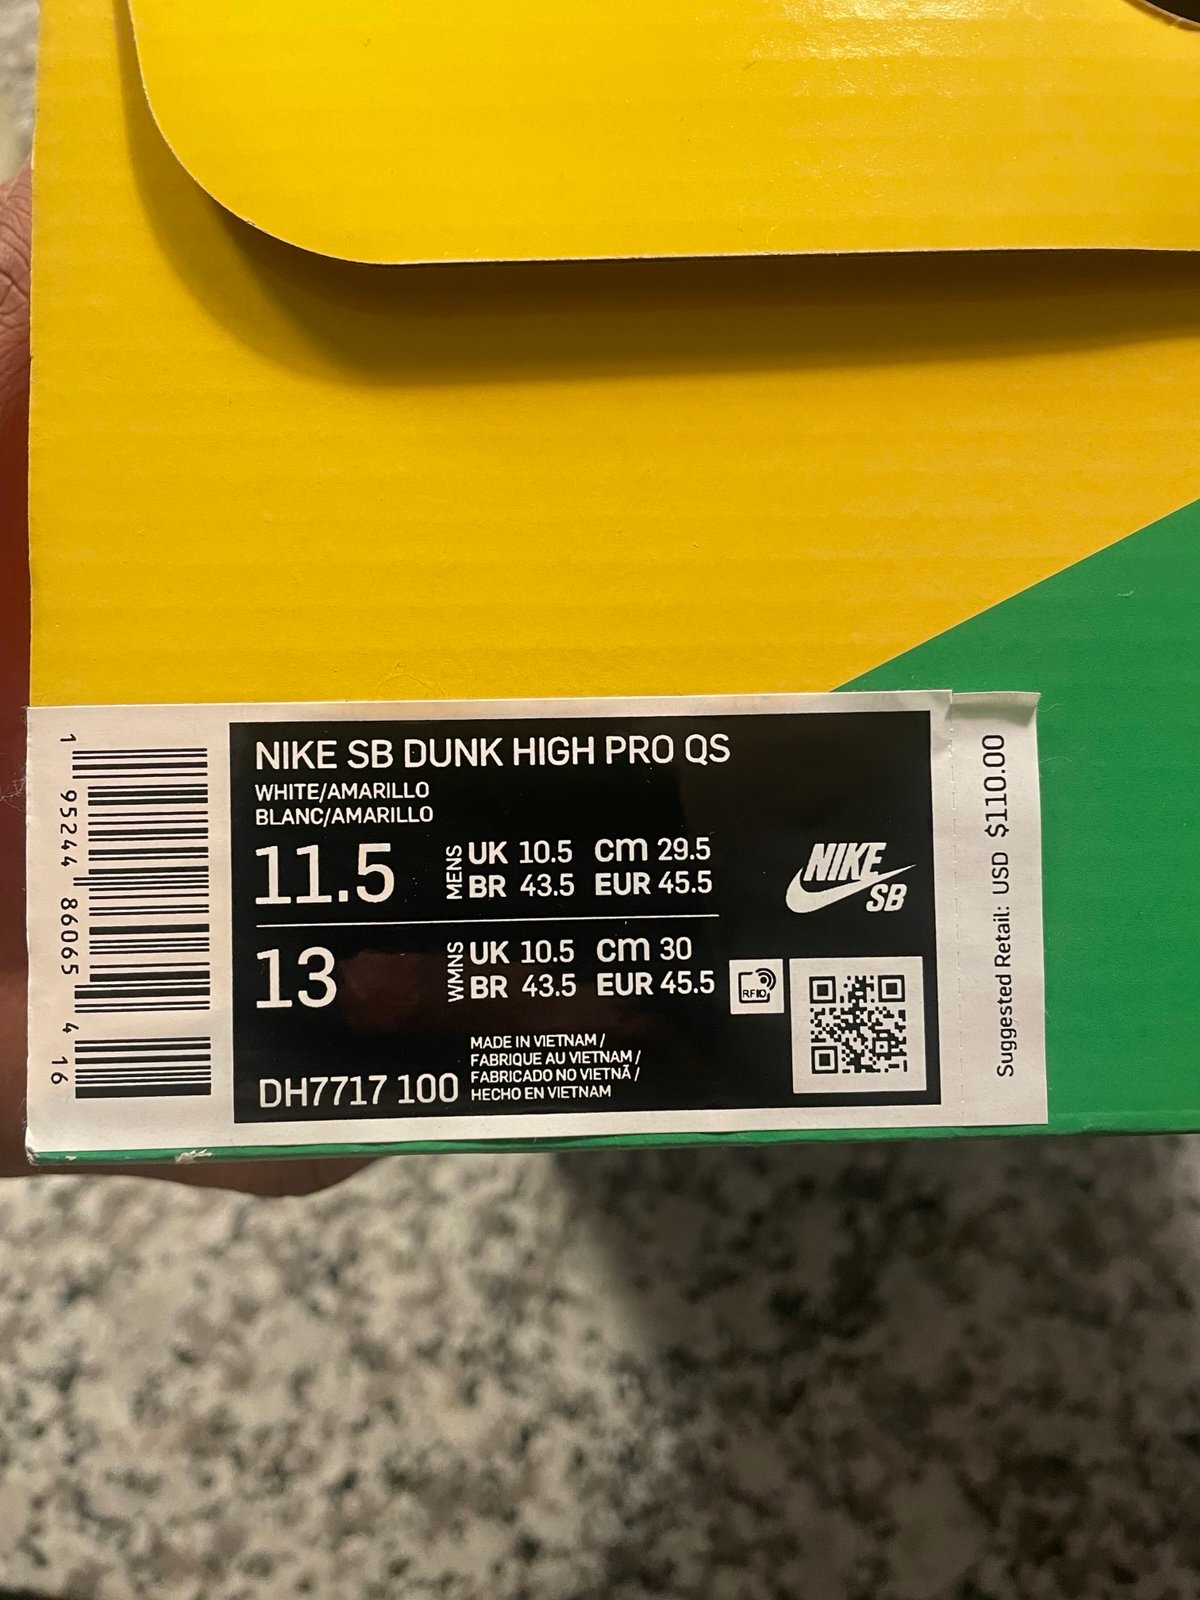 NIKE SB DUNK HIGH PRO QS
WHITE/AMARILLO
BLANC/AMARILLO
11.5
MENS
UK 10.5 cm 29.5
BR 43.5 EUR 45.5
13
WMNS
UK 10.5 cm 30
BR 43.5 EUR 45.5
DH7717 100
MADE IN VIETNAM /
FABRIQUE AU VIETNAM /
FABRICADO NO VIETNÃ /
HECHO EN VIETNAM
NIKE
SB
RFID
1 95244 86065 4 16
Suggested Retail: USD $110.00